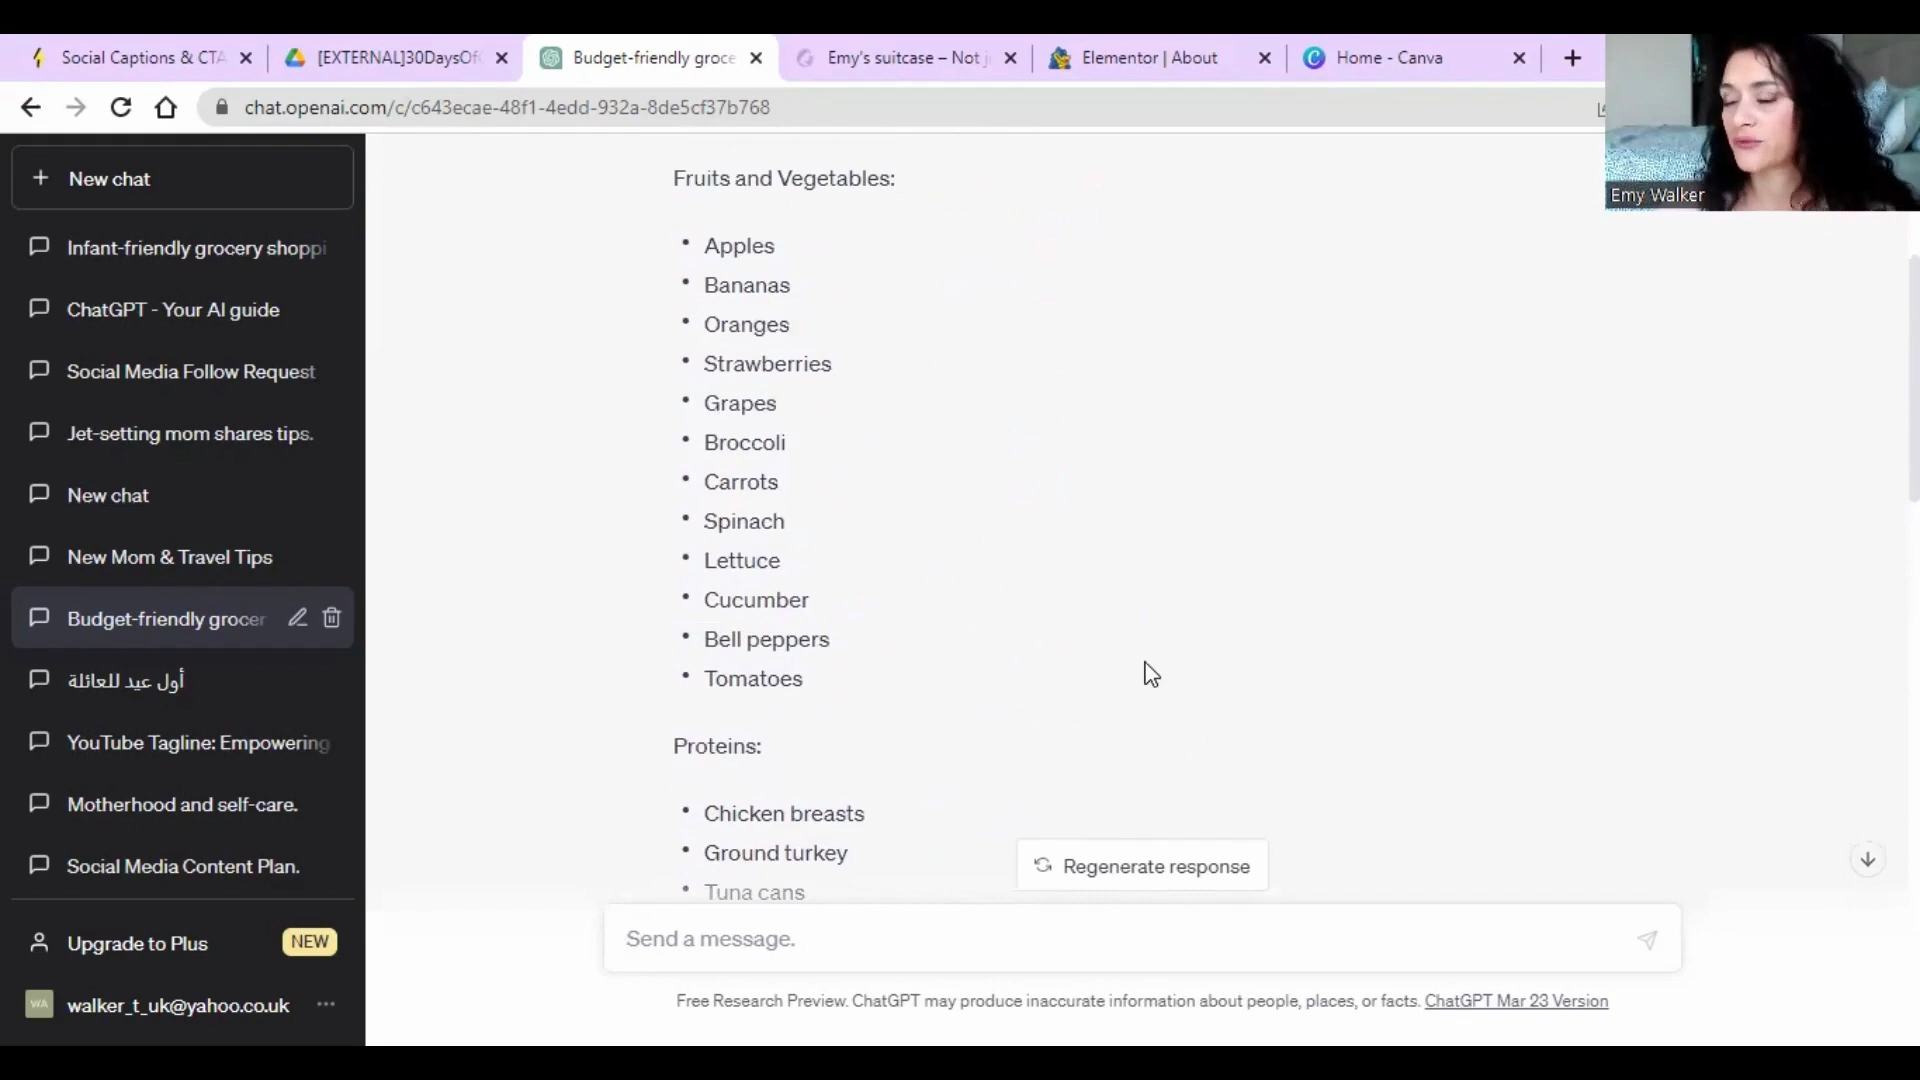 Social Captions & CTA
[EXTERNAL]30DaysOf
Budget-friendly groce
Emy's suitcase – Not j
Elementor | About
Home - Canva
chat.openai.com/c/c643ecae-48f1-4edd-932a-8de5cf37b768
Emy Walker
New chat
Infant-friendly grocery shoppi
ChatGPT - Your AI guide
Social Media Follow Request
Jet-setting mom shares tips.
New chat
New Mom & Travel Tips
Budget-friendly grocer
أول عيد للعائلة
YouTube Tagline: Empowering
Motherhood and self-care.
Social Media Content Plan.
Upgrade to Plus NEW
WA walker_t_uk@yahoo.co.uk
Fruits and Vegetables:
• Apples
• Bananas
• Oranges
• Strawberries
• Grapes
• Broccoli
• Carrots
• Spinach
• Lettuce
• Cucumber
• Bell peppers
• Tomatoes
Proteins:
• Chicken breasts
• Ground turkey
• Tuna cans
Regenerate response
Send a message.
Free Research Preview. ChatGPT may produce inaccurate information about people, places, or facts. ChatGPT Mar 23 Version